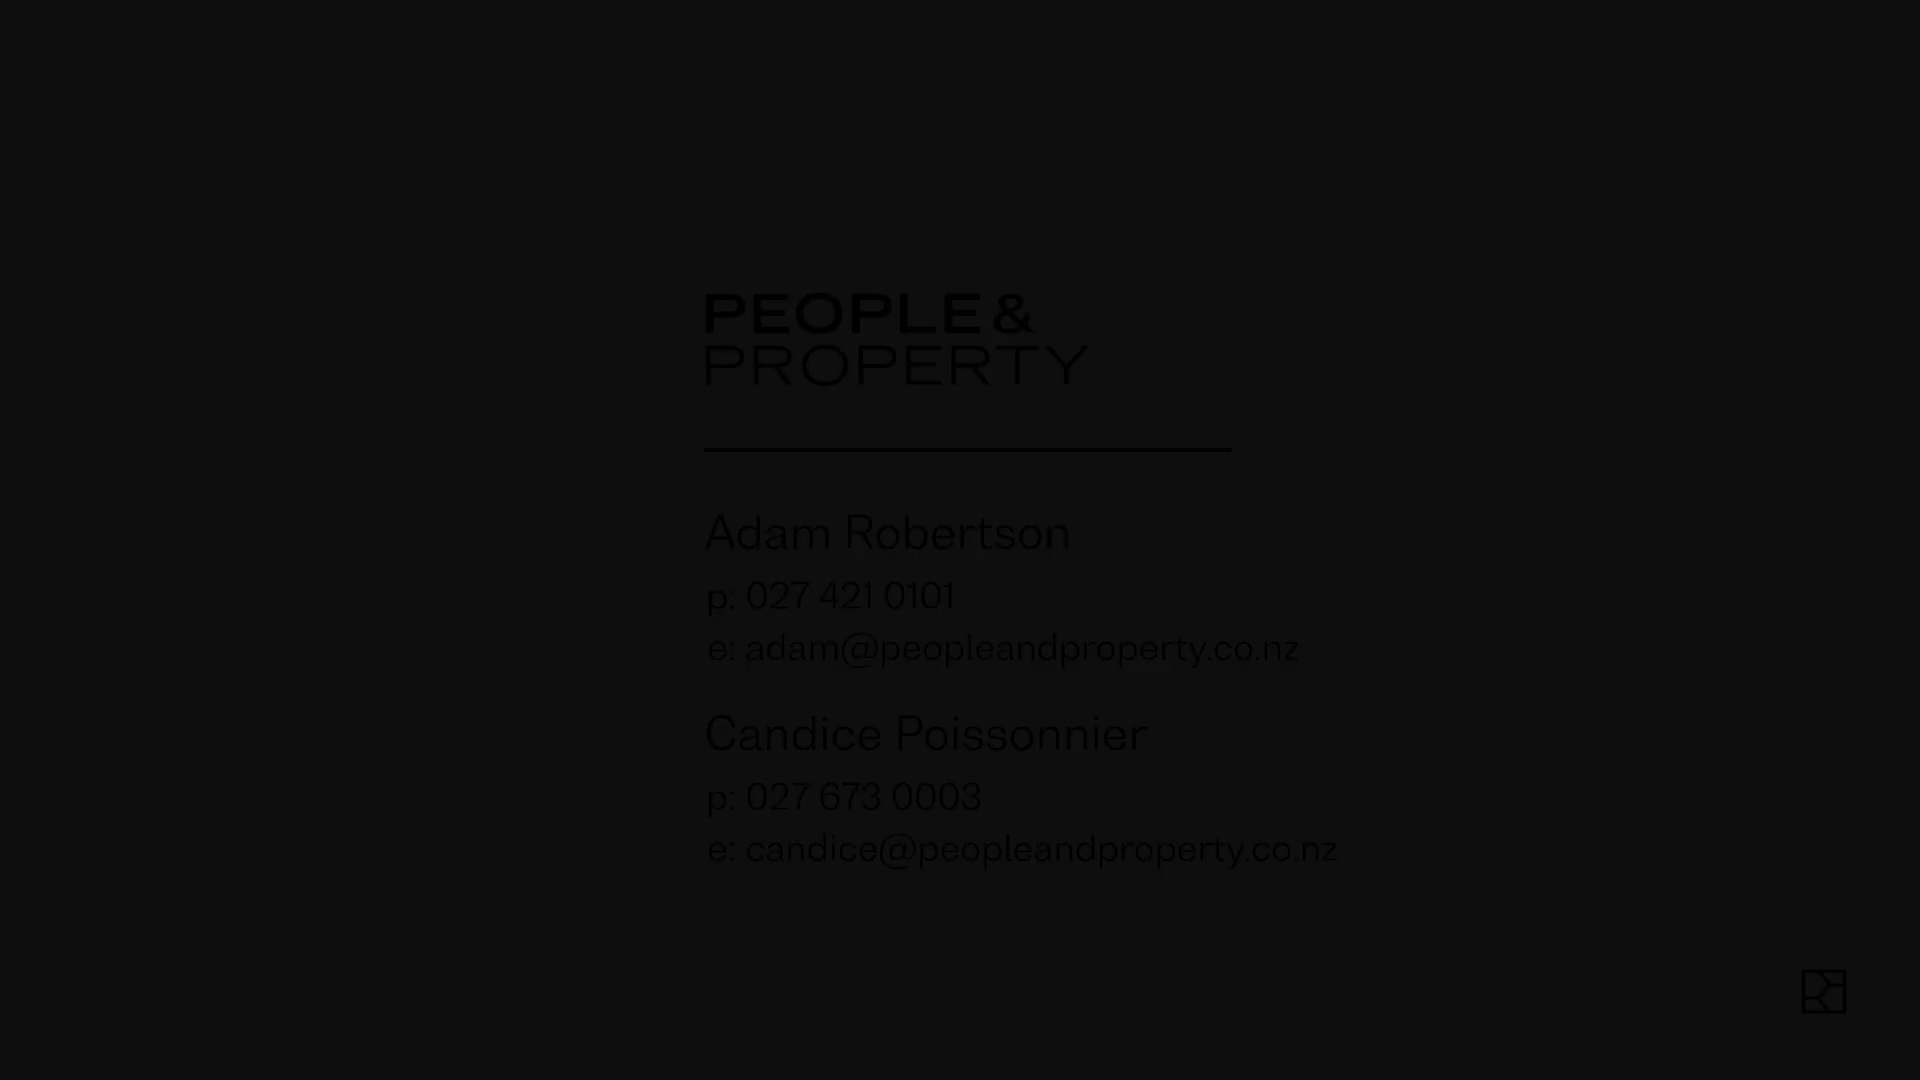 PEOPLE &
PROPERTY
Adam Robertson
p: 027 421 0101
e: adam@peopleandproperty.co.nz
Candice Poissonnier
p: 027 673 0003
e: candice@peopleandproperty.co.nz